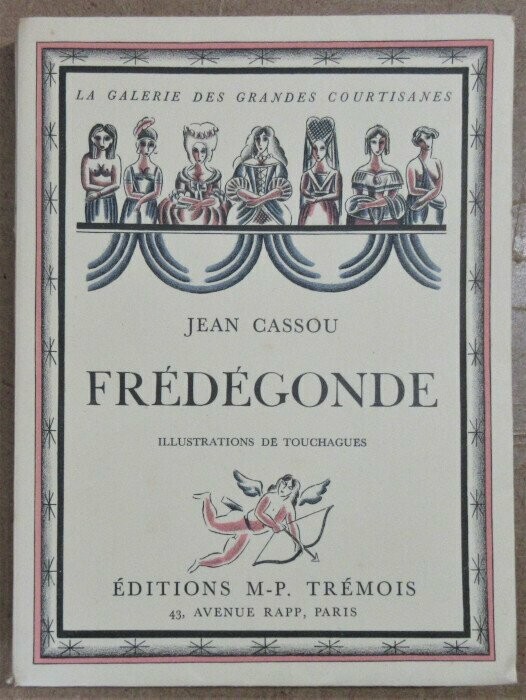 LA GALERIE DES GRANDES COURTISANES
JEAN CASSOU
FRÉDÉGONDE
ILLUSTRATIONS DE TOUCHAGUES
ÉDITIONS M-P. TRÉMOIS
43, AVENUE RAPP, PARIS